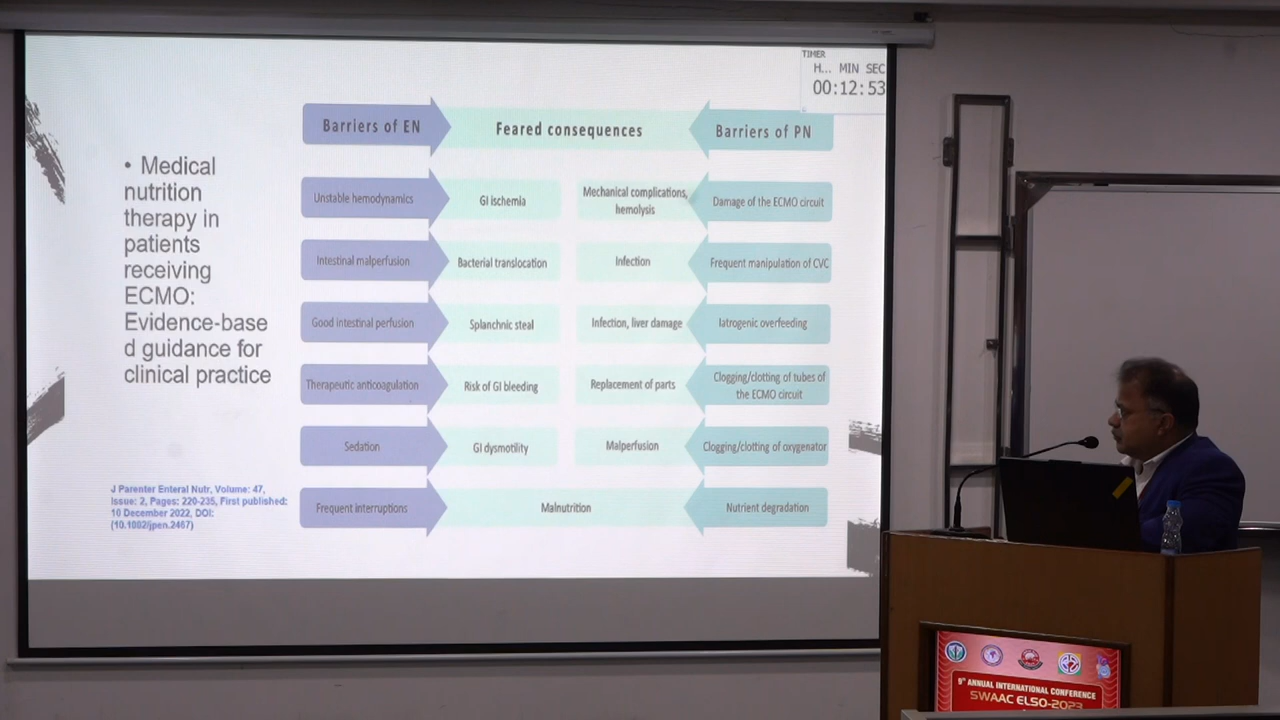 TIMER
H... MIN SEC
00:12:53
• Medical
nutrition
therapy in
patients
receiving
ECMO:
Evidence-base
d guidance for
clinical practice
J Parenter Enteral Nutr, Volume: 47,
Issue: 2, Pages: 220-235, First published:
10 December 2022, DOI:
(10.1002/jpen.2467)
Barriers of EN
Feared consequences
Barriers of PN
Unstable hemodynamics
GI ischemia
Mechanical complications,
hemolysis
Damage of the ECMO circuit
Intestinal malperfusion
Bacterial translocation
Infection
Frequent manipulation of CVC
Good intestinal perfusion
Splanchnic steal
Infection, liver damage
Iatrogenic overfeeding
Therapeutic anticoagulation
Risk of GI bleeding
Replacement of parts
Clogging/clotting of tubes of
the ECMO circuit
Sedation
GI dysmotility
Malperfusion
Clogging/clotting of oxygenator
Frequent interruptions
Malnutrition
Nutrient degradation
9th ANNUAL INTERNATIONAL CONFERENCE
SWAAC ELSO-2023